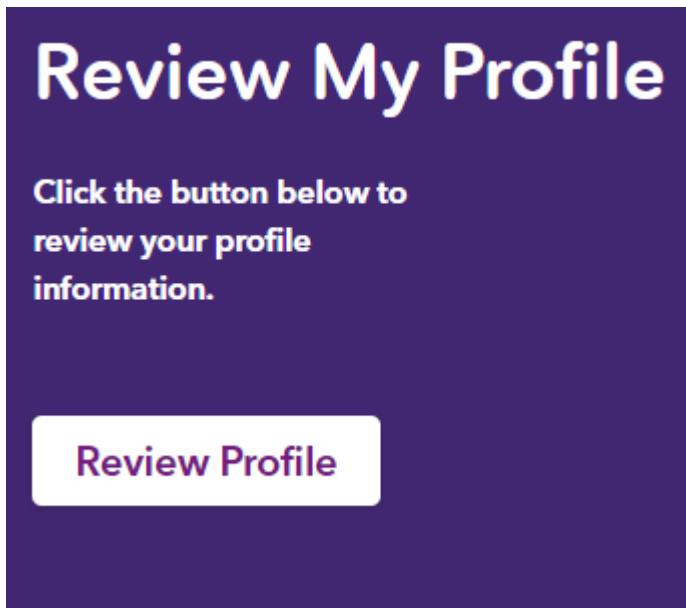 Review My Profile
Click the button below to
review your profile
information.
Review Profile